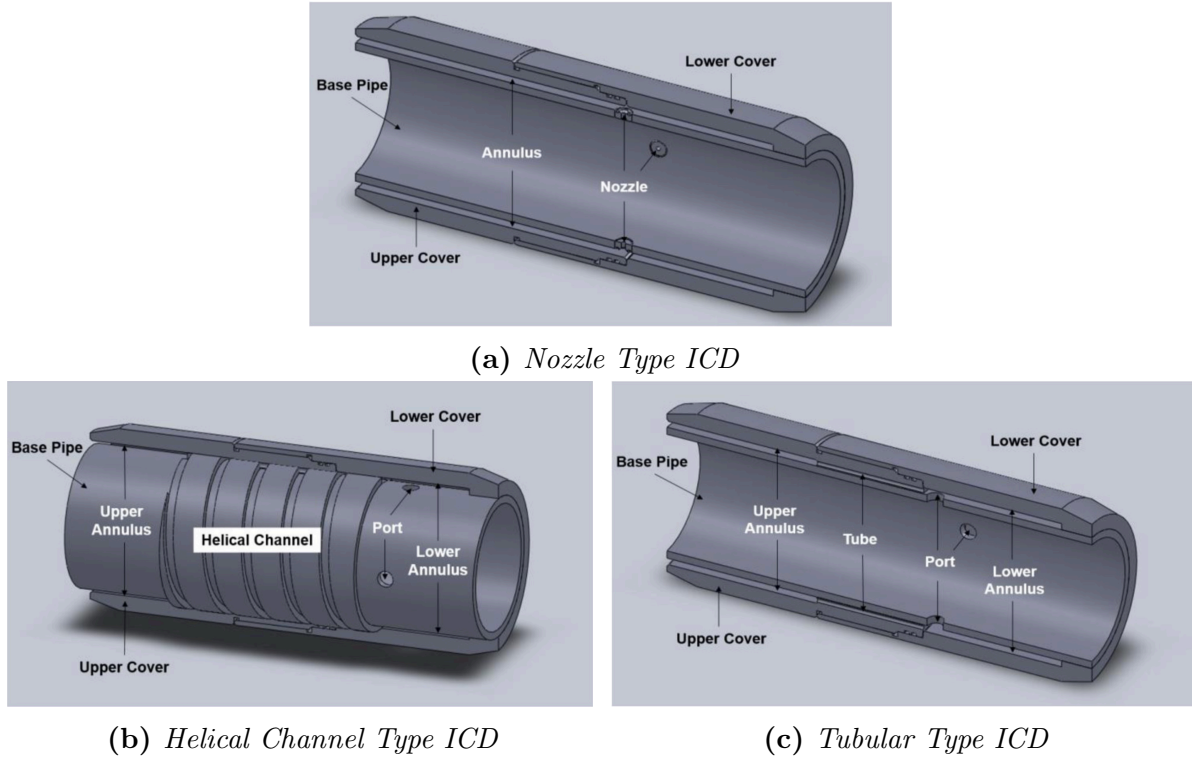 Lower Cover
Base Pipe
Annulus
Nozzle
Upper Cover
(a) Nozzle Type ICD
Lower Cover
Base Pipe
Upper
Annulus
Helical Channel
Port
Lower
Annulus
Upper Cover
(b) Helical Channel Type ICD
Lower Cover
Base Pipe
Upper
Annulus
Tube
Port
Lower
Annulus
Upper Cover
(c) Tubular Type ICD